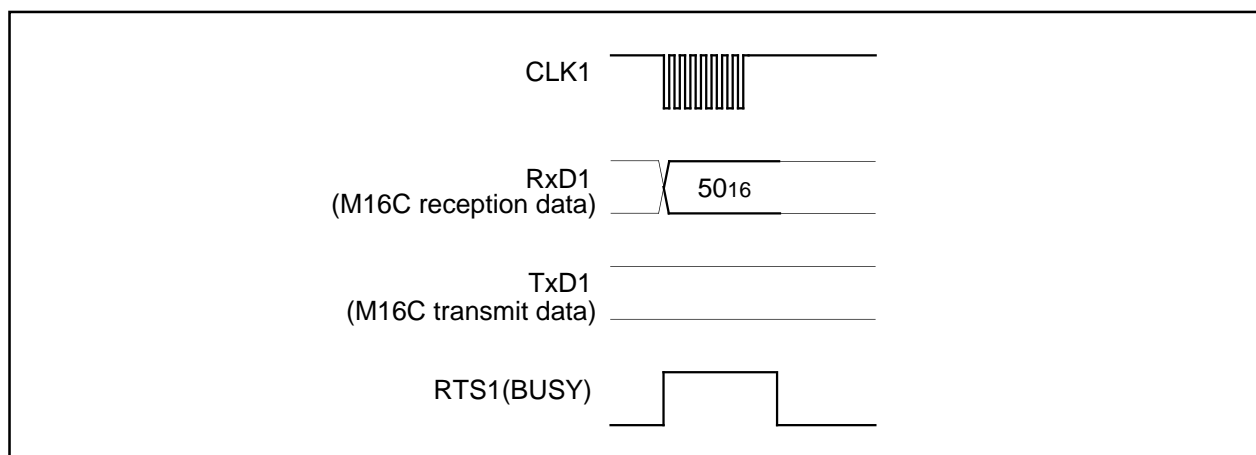 CLK1
RxD1
(M16C reception data)
5016
TxD1
(M16C transmit data)
RTS1(BUSY)